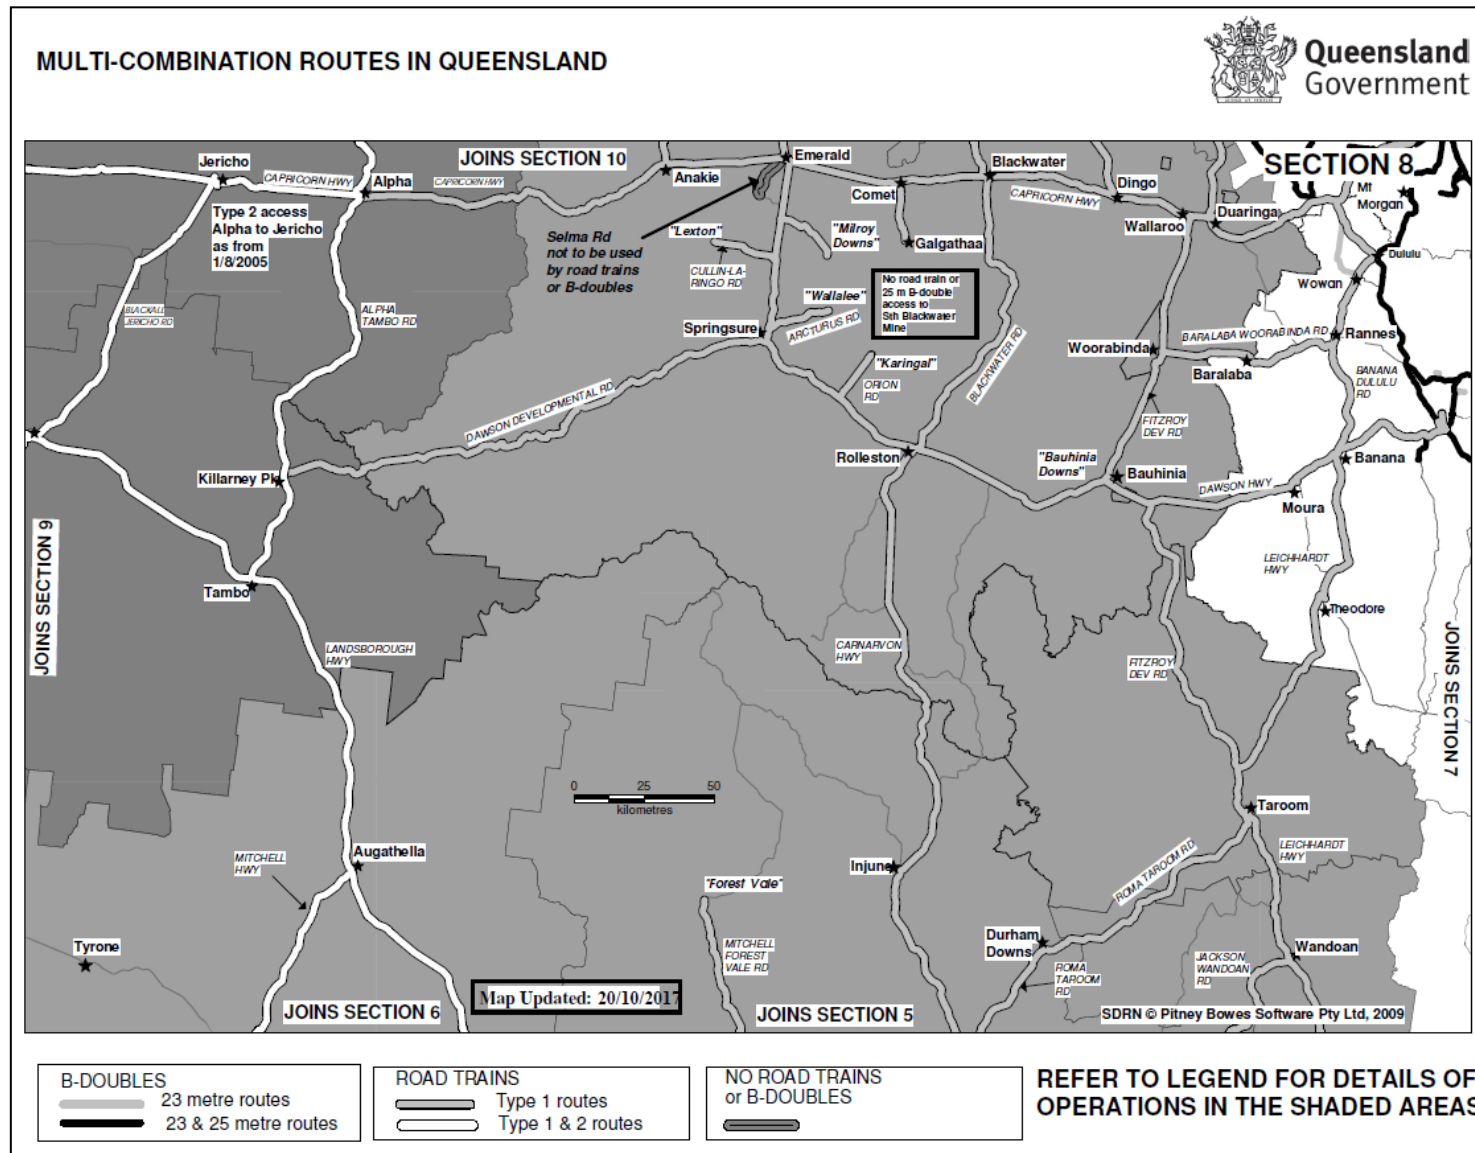 MULTI-COMBINATION ROUTES IN QUEENSLAND
Queensland
Government
JOINS SECTION 10
SECTION 8
Jericho
CAPRICORN HWY
Alpha
CAPRICORN HWY
Anakie
Emerald
Comet
Blackwater
CAPRICORN HWY
Dingo
Wallaroo
Duaringa
Mt
Morgan
Dululu
Type 2 access
Alpha to Jericho
as from
1/8/2005
Selma Rd
not to be used
by road trains
or B-doubles
"Lexton"
CULLIN-LA-
RINGO RD
"Milroy
Downs"
Galgathaa
No road train or
25 m B-double
access to
Sth Blackwater
Mine
Wowan
BLACKALL
JERICHO RD
ALPHA
TAMBO RD
Springsure
"Wallalee"
ARCTURUS RD
"Karingal"
ORION
RD
BLACKWATER RD
Woorabinda
BARALABA WOORABINDA RD
Rannes
Baralaba
BANANA
DULULU
RD
DAWSON DEVELOPMENTAL RD
FITZROY
DEV RD
Rolleston
"Bauhinia
Downs"
Bauhinia
DAWSON HWY
Banana
Moura
Killarney Pk
JOINS SECTION 9
Tambo
LEICHHARDT
HWY
Theodore
LANDSBOROUGH
HWY
CARNARVON
HWY
FITZROY
DEV RD
JOINS SECTION 7
0 25 50
kilometres
Taroom
MITCHELL
HWY
Augathella
Injune
ROMA TAROOM RD
LEICHHARDT
HWY
"Forest Vale"
Tyrone
MITCHELL
FOREST
VALE RD
Durham
Downs
ROMA
TAROOM
RD
JACKSON
WANDOAN
RD
Wandoan
Map Updated: 20/10/2017
JOINS SECTION 6
JOINS SECTION 5
SDRN © Pitney Bowes Software Pty Ltd, 2009
B-DOUBLES
23 metre routes
23 & 25 metre routes
ROAD TRAINS
Type 1 routes
Type 1 & 2 routes
NO ROAD TRAINS
or B-DOUBLES
REFER TO LEGEND FOR DETAILS OF
OPERATIONS IN THE SHADED AREAS